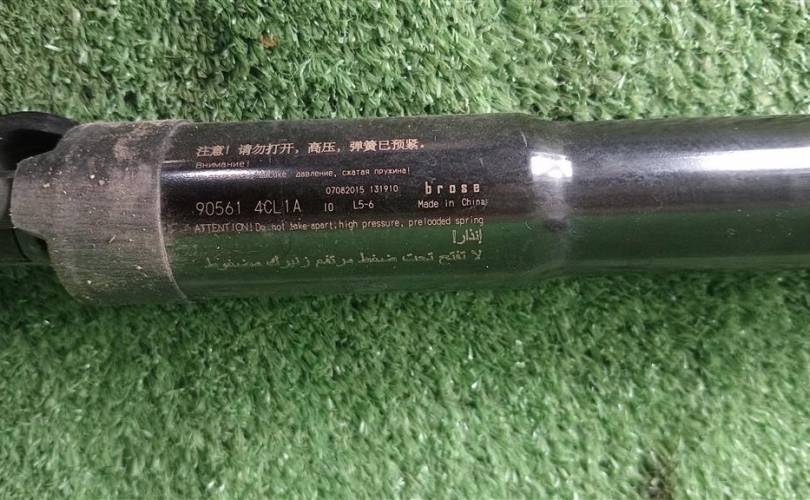 注意！请勿打开，高压，弹簧已预紧。
Внимание!
давление, сжатая пружина!
07082015 131910 brose
90561 4CL1A 10 L5-6 Made in China
ATTENTION!Do not take apart;high pressure, preloaded spring
إنذار!
لا تفتح تحت ضغط مرتفع زنبرك مضغوط